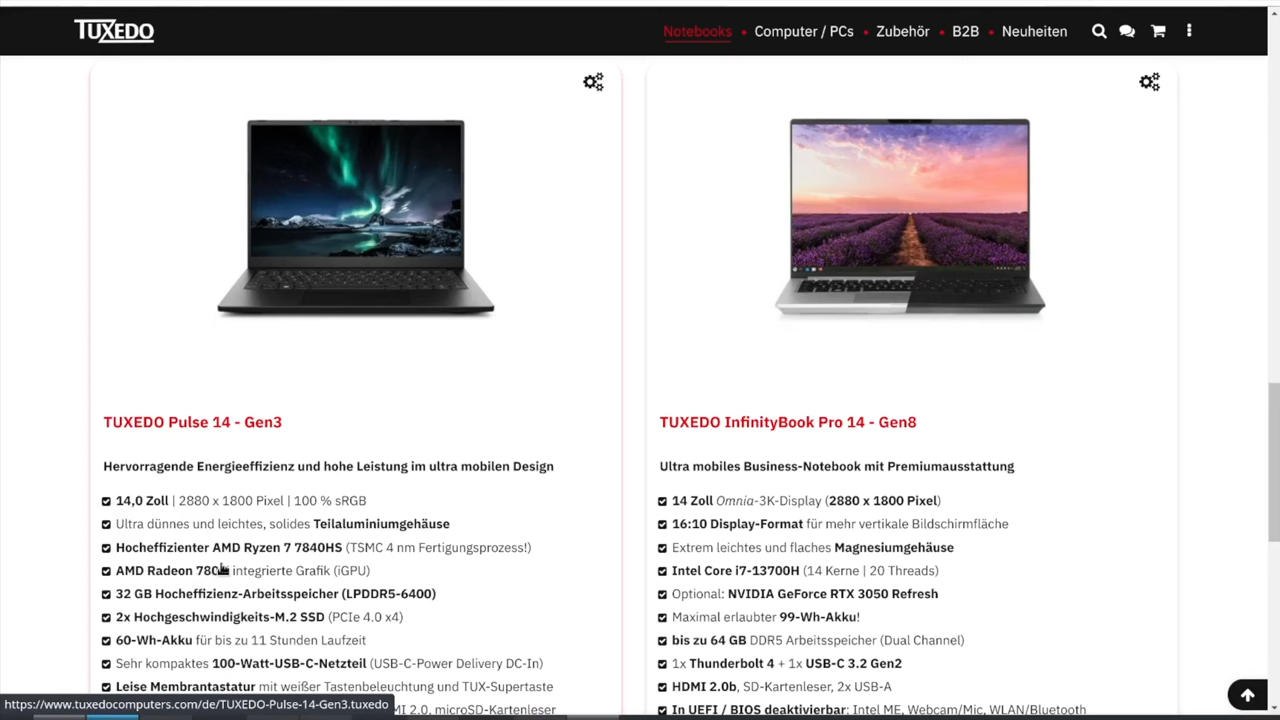 TUXEDO
Notebooks • Computer / PCs • Zubehör • B2B • Neuheiten
TUXEDO Pulse 14 - Gen3
Hervorragende Energieeffizienz und hohe Leistung im ultra mobilen Design
14,0 Zoll | 2880 x 1800 Pixel | 100 % sRGB
Ultra dünnes und leichtes, solides Teilaluminiumgehäuse
Hocheffizienter AMD Ryzen 7 7840HS (TSMC 4 nm Fertigungsprozess!)
AMD Radeon 780 integrierte Grafik (iGPU)
32 GB Hocheffizienz-Arbeitsspeicher (LPDDR5-6400)
2x Hochgeschwindigkeits-M.2 SSD (PCIe 4.0 x4)
60-Wh-Akku für bis zu 11 Stunden Laufzeit
Sehr kompaktes 100-Watt-USB-C-Netzteil (USB-C-Power Delivery DC-In)
Leise Membrantastatur mit weißer Tastenbeleuchtung und TUX-Supertaste
MI 2.0, microSD-Kartenleser
TUXEDO InfinityBook Pro 14 - Gen8
Ultra mobiles Business-Notebook mit Premiumausstattung
14 Zoll Omnia-3K-Display (2880 x 1800 Pixel)
16:10 Display-Format für mehr vertikale Bildschirmfläche
Extrem leichtes und flaches Magnesiumgehäuse
Intel Core i7-13700H (14 Kerne | 20 Threads)
Optional: NVIDIA GeForce RTX 3050 Refresh
Maximal erlaubter 99-Wh-Akku!
bis zu 64 GB DDR5 Arbeitsspeicher (Dual Channel)
1x Thunderbolt 4 + 1x USB-C 3.2 Gen2
HDMI 2.0b, SD-Kartenleser, 2x USB-A
In UEFI / BIOS deaktivierbar: Intel ME, Webcam/Mic, WLAN/Bluetooth
https://www.tuxedocomputers.com/de/TUXEDO-Pulse-14-Gen3.tuxedo